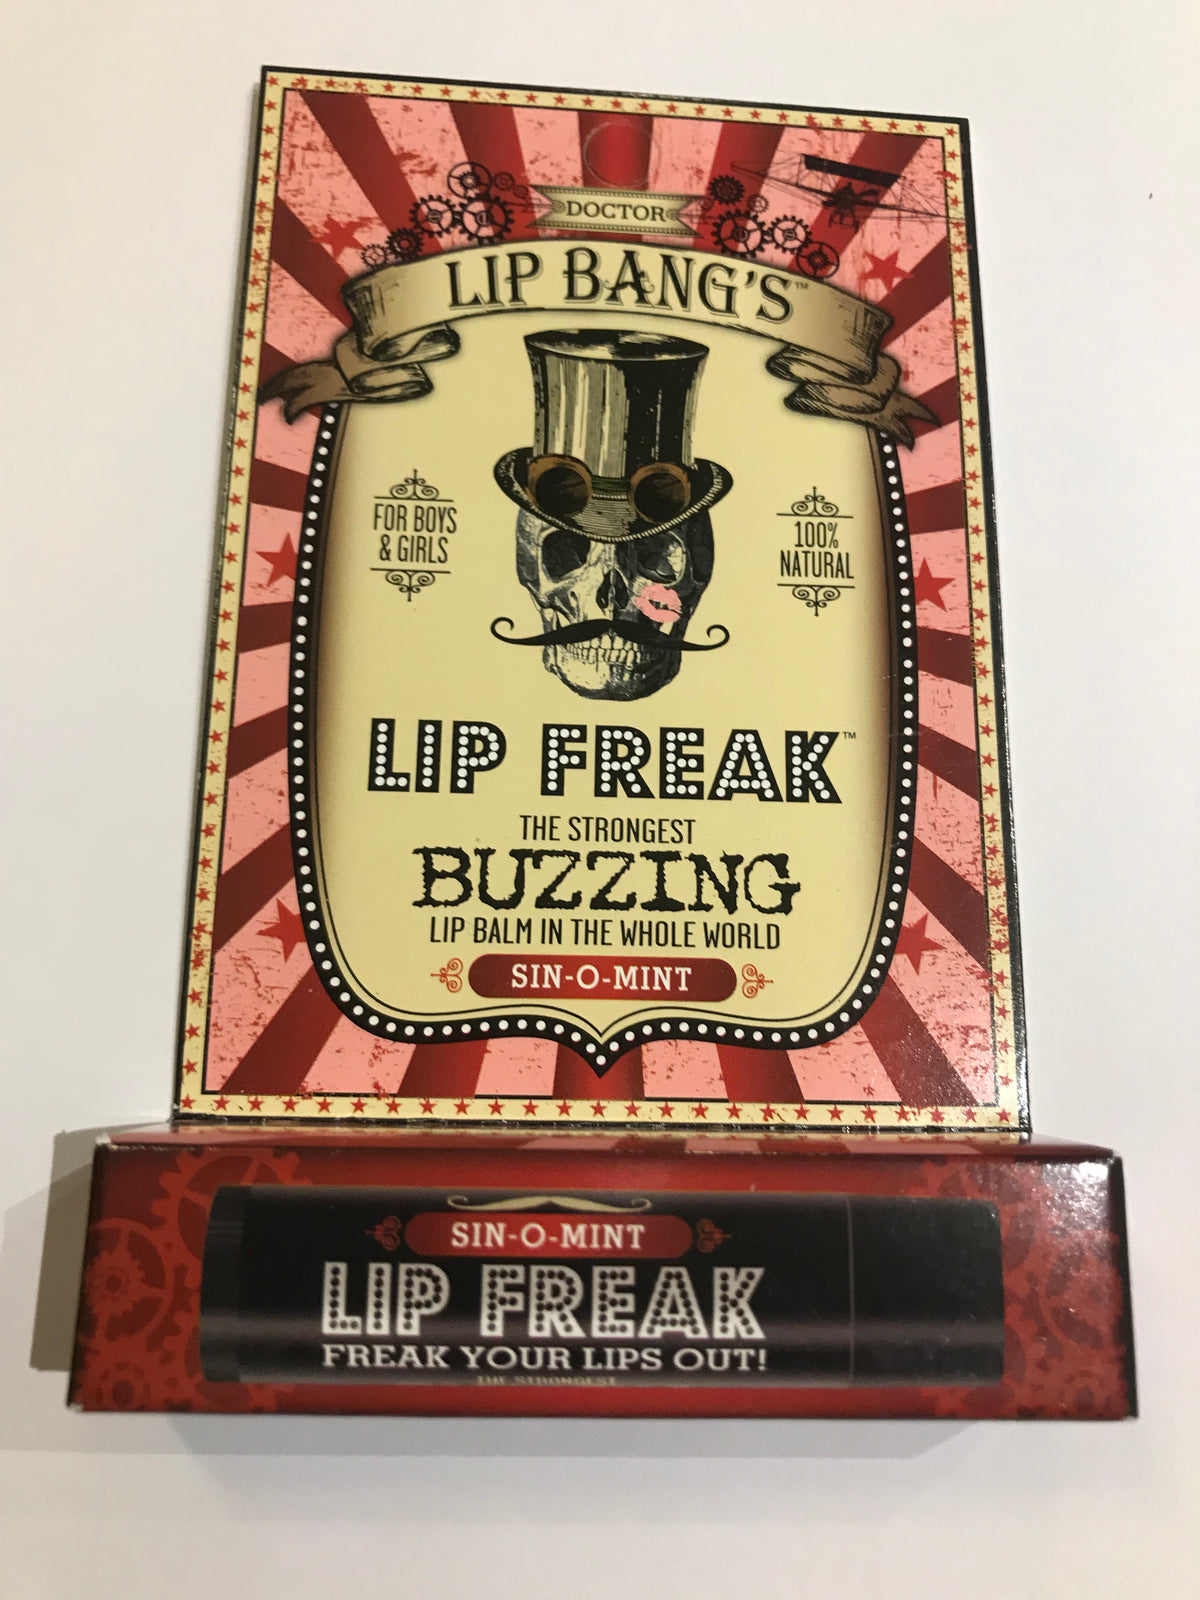 DOCTOR
LIP BANG'S™
FOR BOYS
& GIRLS
100%
NATURAL
LIP FREAK™
THE STRONGEST
BUZZING
LIP BALM IN THE WHOLE WORLD
SIN-O-MINT
SIN-O-MINT
LIP FREAK
FREAK YOUR LIPS OUT!
THE STRONGEST